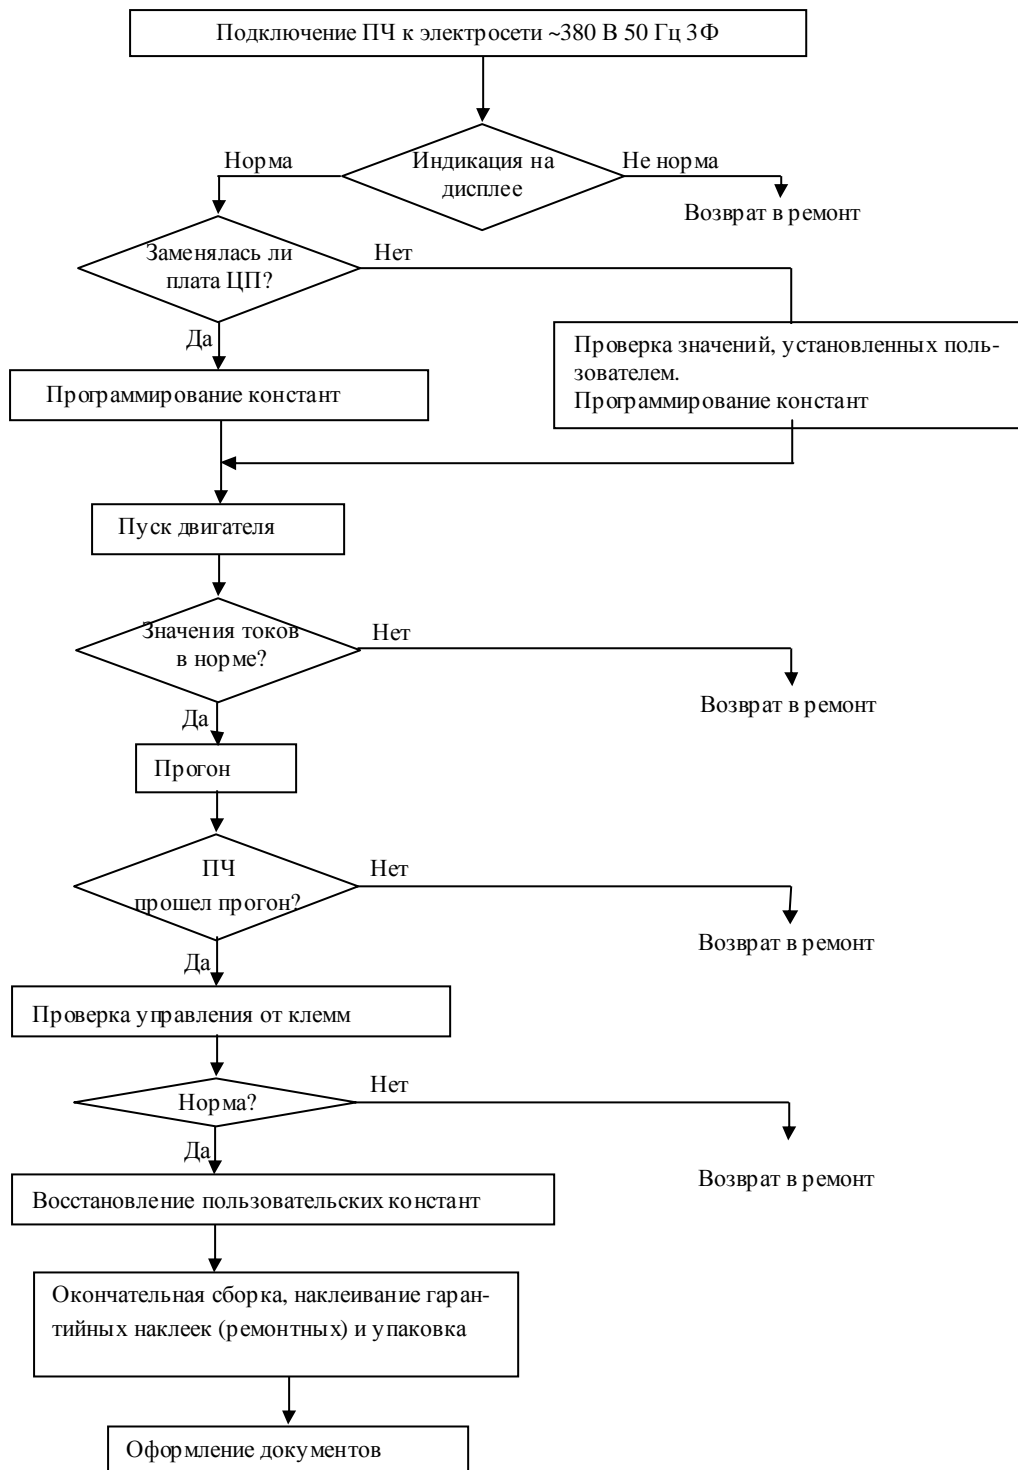 Подключение ПЧ к электросети ~380 В 50 Гц 3Ф
Норма
Индикация на
дисплее
Не норма
Возврат в ремонт
Заменялась ли
плата ЦП?
Нет
Да
Проверка значений, установленных поль-
зователем.
Программирование констант
Программирование констант
Пуск двигателя
Значения токов
в норме?
Нет
Да
Возврат в ремонт
Прогон
ПЧ
прошел прогон?
Нет
Да
Возврат в ремонт
Проверка управления от клемм
Норма?
Нет
Да
Возврат в ремонт
Восстановление пользовательских констант
Окончательная сборка, наклеивание гаран-
тийных наклеек (ремонтных) и упаковка
Оформление документов